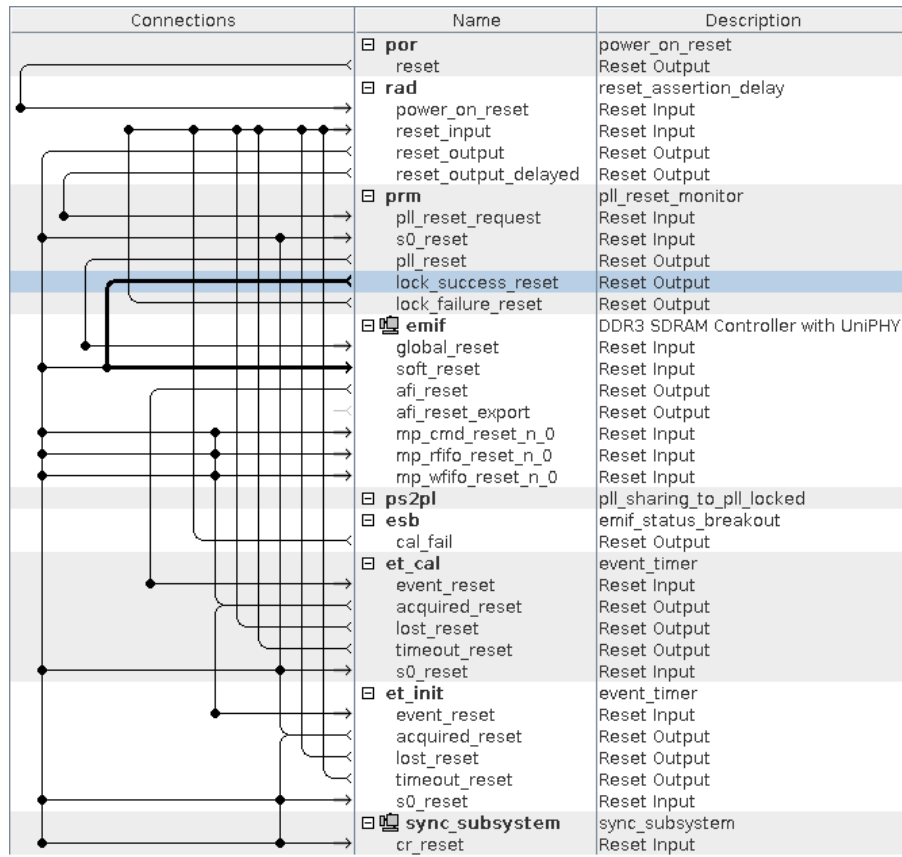 Connections Name Description
por power_on_reset
reset Reset Output
rad reset_assertion_delay
power_on_reset Reset Input
reset_input Reset Input
reset_output Reset Output
reset_output_delayed Reset Output
prm pll_reset_monitor
pll_reset_request Reset Input
s0_reset Reset Input
pll_reset Reset Output
lock_success_reset Reset Output
lock_failure_reset Reset Output
emif DDR3 SDRAM Controller with UniPHY
global_reset Reset Input
soft_reset Reset Input
afi_reset Reset Output
afi_reset_export Reset Output
mp_cmd_reset_n_0 Reset Input
mp_rfifo_reset_n_0 Reset Input
mp_wfifo_reset_n_0 Reset Input
ps2pl pll_sharing_to_pll_locked
esb emif_status_breakout
cal_fail Reset Output
et_cal event_timer
event_reset Reset Input
acquired_reset Reset Output
lost_reset Reset Output
timeout_reset Reset Output
s0_reset Reset Input
et_init event_timer
event_reset Reset Input
acquired_reset Reset Output
lost_reset Reset Output
timeout_reset Reset Output
s0_reset Reset Input
sync_subsystem sync_subsystem
cr_reset Reset Input